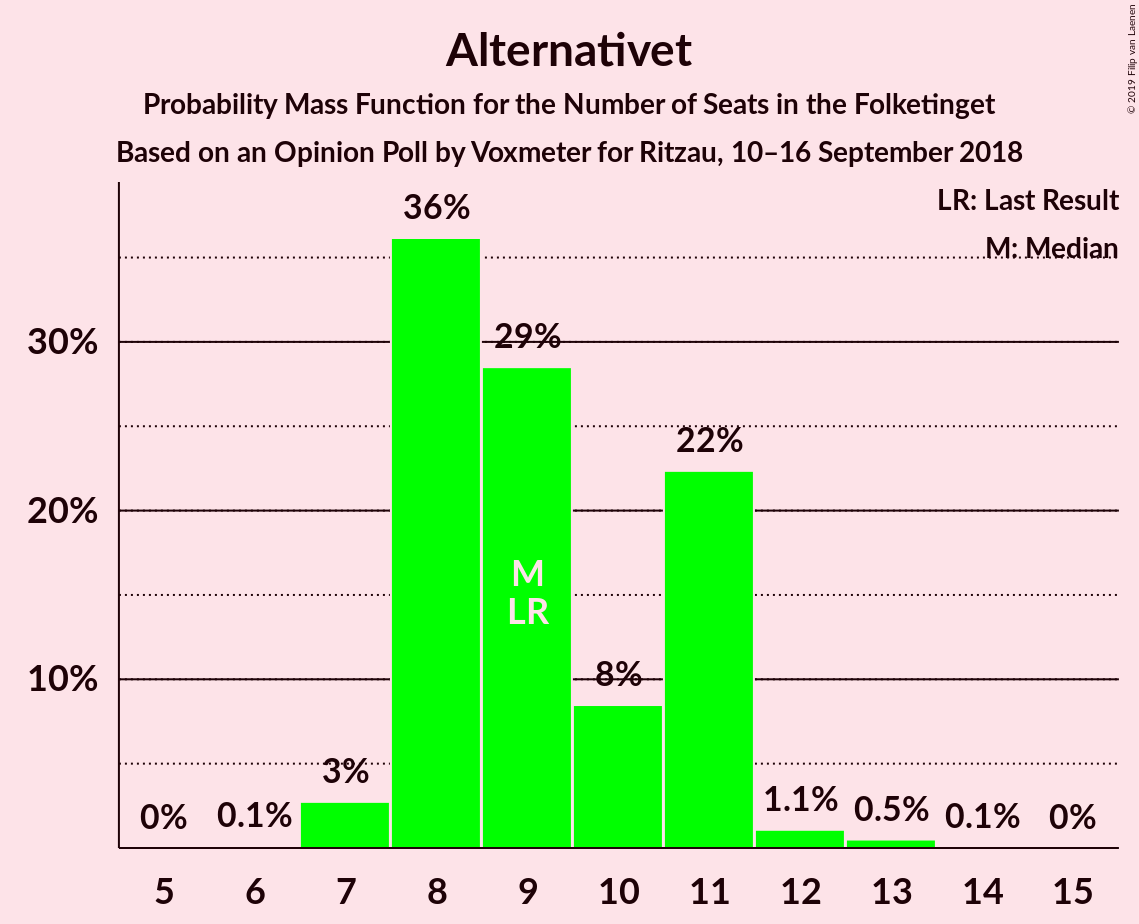 Alternativet
Probability Mass Function for the Number of Seats in the Folketinget
Based on an Opinion Poll by Voxmeter for Ritzau, 10–16 September 2018
© 2019 Filip van Laenen
LR: Last Result
M: Median
36%
29%
22%
8%
3%
0%
0.1%
1.1%
0.5%
0.1%
0%
M
LR
30%
20%
10%
5 6 7 8 9 10 11 12 13 14 15